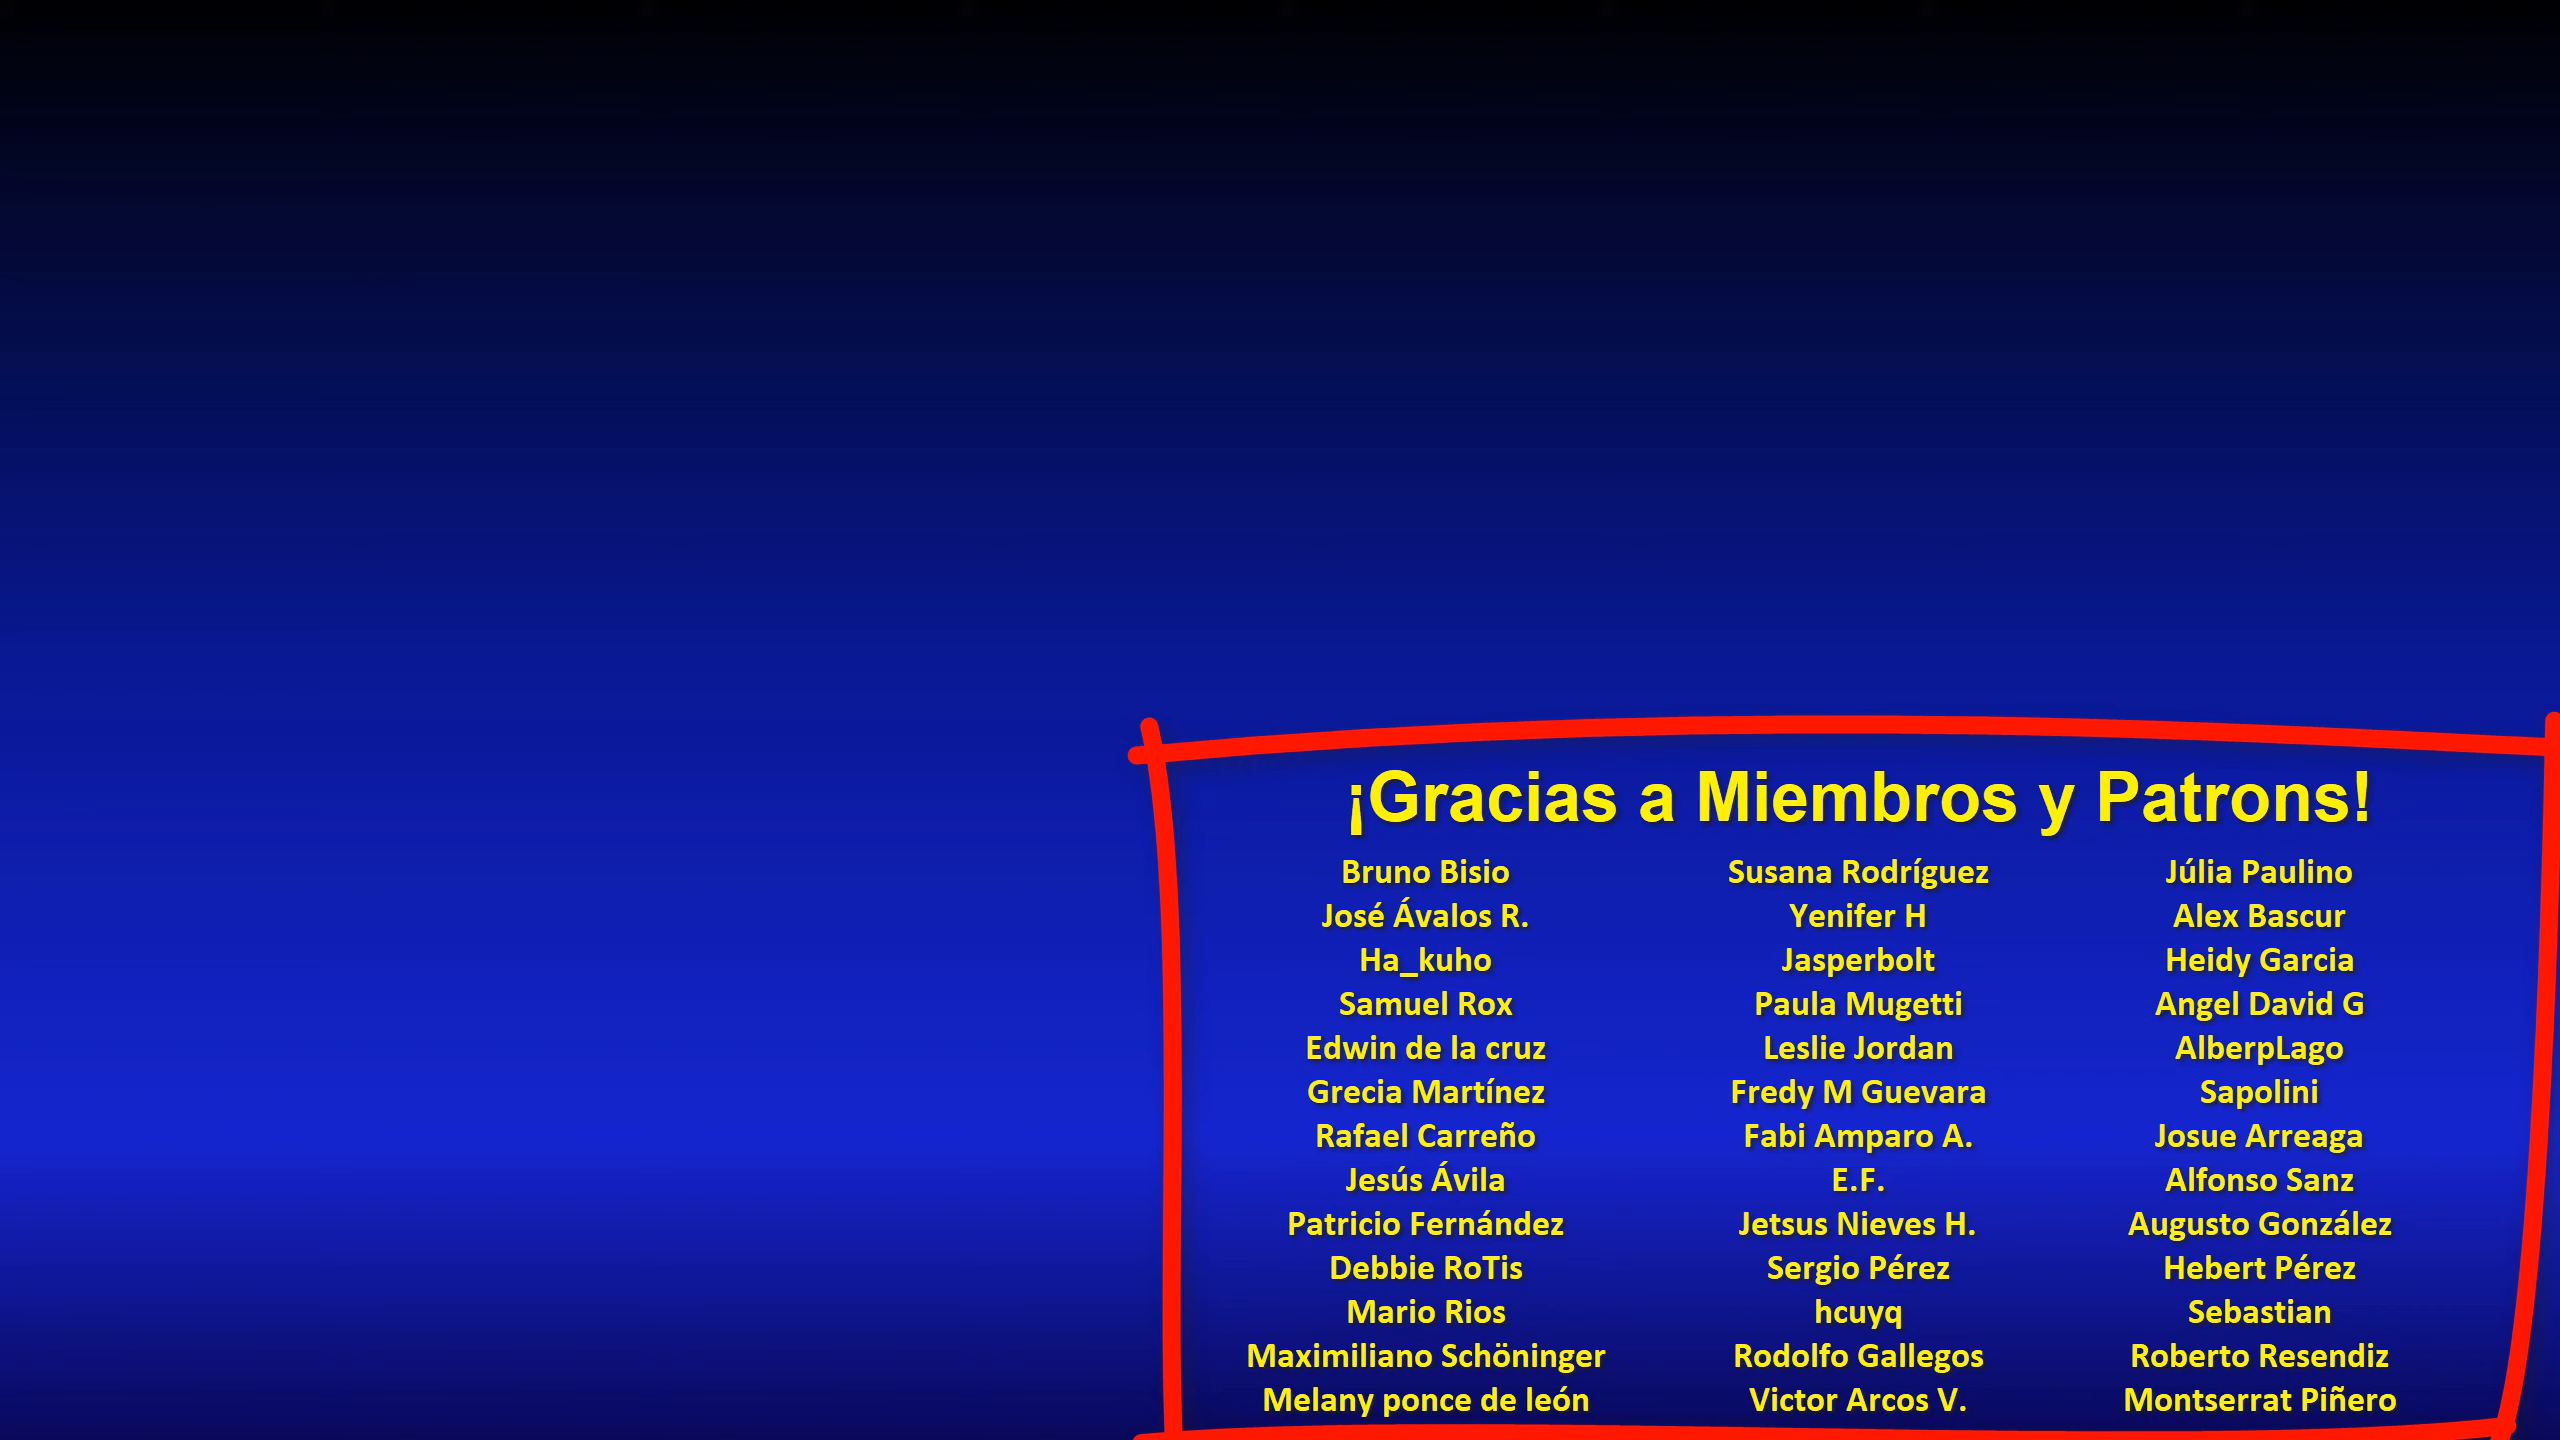 ¡Gracias a Miembros y Patrons!
Bruno Bisio
José Ávalos R.
Ha_kuho
Samuel Rox
Edwin de la cruz
Grecia Martínez
Rafael Carreño
Jesús Ávila
Patricio Fernández
Debbie RoTis
Mario Rios
Maximiliano Schöninger
Melany ponce de león
Susana Rodríguez
Yenifer H
Jasperbolt
Paula Mugetti
Leslie Jordan
Fredy M Guevara
Fabi Amparo A.
E.F.
Jetsus Nieves H.
Sergio Pérez
hcuyq
Rodolfo Gallegos
Victor Arcos V.
Júlia Paulino
Alex Bascur
Heidy Garcia
Angel David G
AlberpLago
Sapolini
Josue Arreaga
Alfonso Sanz
Augusto González
Hebert Pérez
Sebastian
Roberto Resendiz
Montserrat Piñero